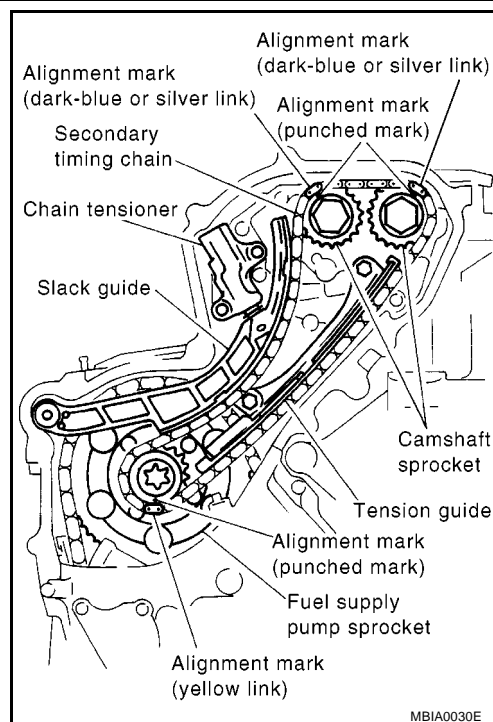 Alignment mark
(dark-blue or silver link)
Alignment mark
(dark-blue or silver link)
Alignment mark
(punched mark)
Secondary
timing chain
Chain tensioner
Slack guide
Camshaft
sprocket
Tension guide
Alignment mark
(punched mark)
Fuel supply
pump sprocket
Alignment mark
(yellow link)
MBIA0030E